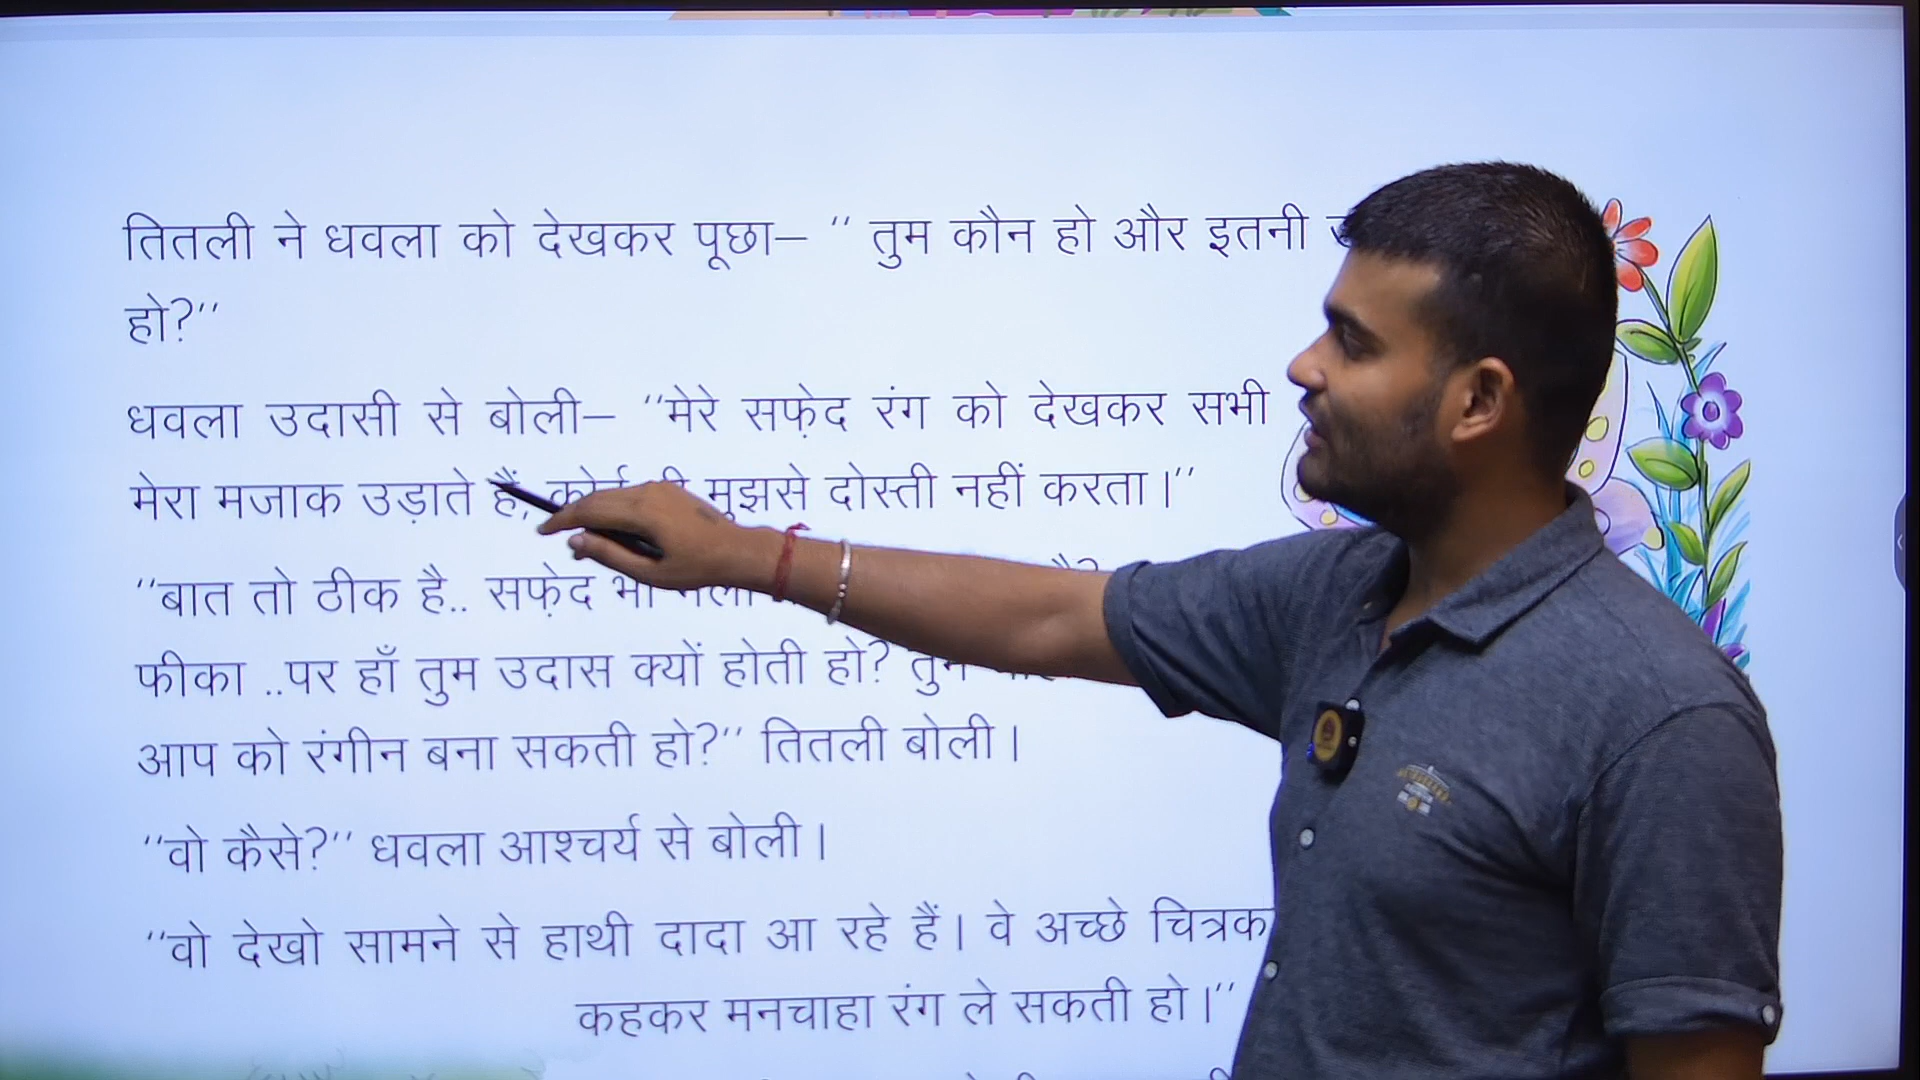 तितली ने धवला को देखकर पूछा– " तुम कौन हो और इतनी
हो?"
धवला उदासी से बोली– "मेरे सफ़ेद रंग को देखकर सभी
मेरा मजाक उड़ाते हैं, कोई मुझसे दोस्ती नहीं करता।"
"बात तो ठीक है.. सफ़ेद
फीका ..पर हाँ तुम उदास क्यों होती हो?
आप को रंगीन बना सकती हो?" तितली बोली।
"वो कैसे?" धवला आश्चर्य से बोली।
"वो देखो सामने से हाथी दादा आ रहे हैं। वे अच्छे
कहकर मनचाहा रंग ले सकती हो।"